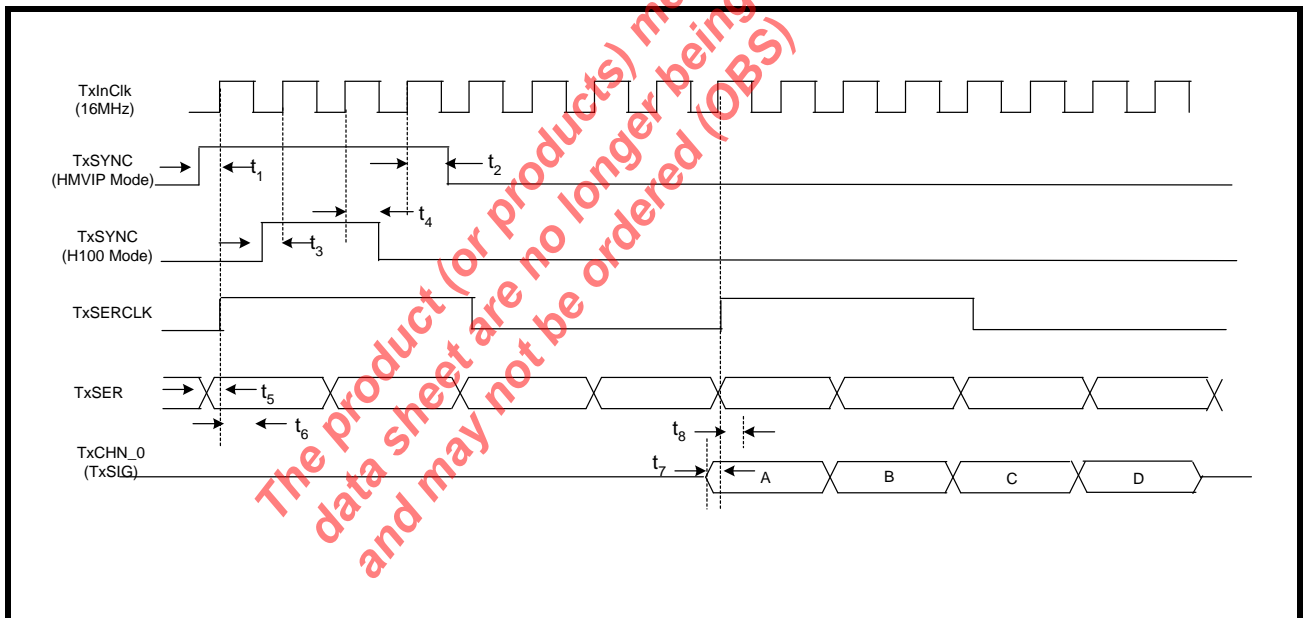 TxInClk
(16MHz)
TxSYNC
(HMVIP Mode)
t1
t2
TxSYNC
(H100 Mode)
t3
t4
TxSERCLK
TxSER
t5
t6
TxCHN_0
(TxSIG)
t7
t8
A
B
C
D
The product (or products)
data sheet are no longer being
and may not be ordered (OBS)